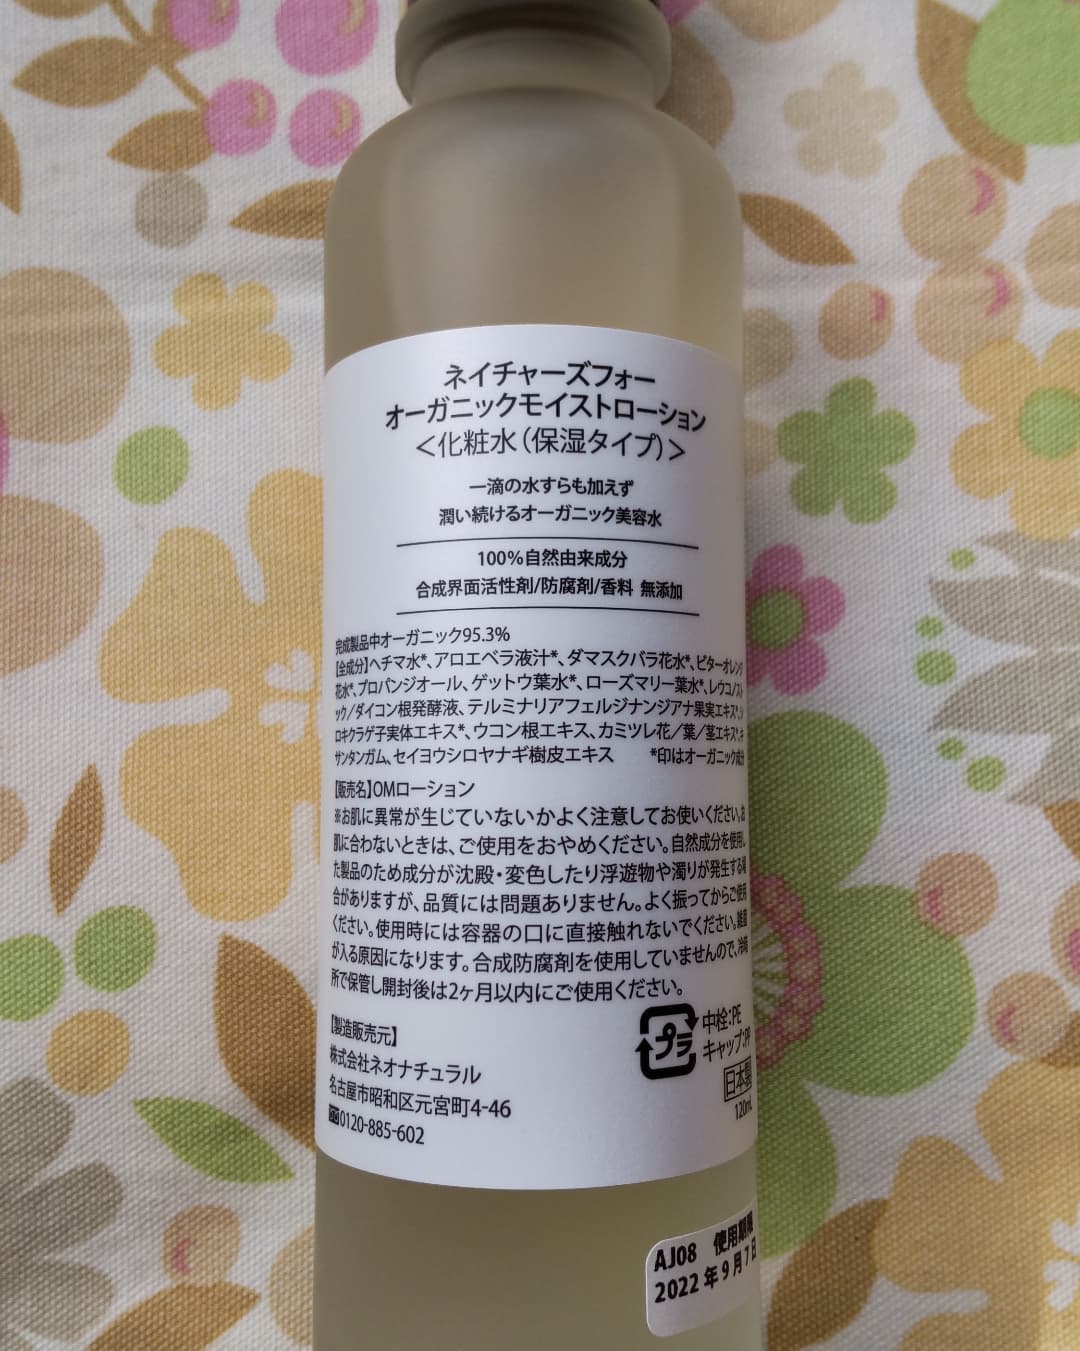 ネイチャーズフォー
オーガニックモイストローション
＜化粧水（保湿タイプ）＞
一滴の水すらも加えず
潤い続けるオーガニック美容水
100％自然由来成分
合成界面活性剤/防腐剤/香料 無添加
完成製品中オーガニック95.3％
【全成分】ヘチマ水*、アロエベラ液汁*、ダマスクバラ花水*、ビターオレンジ
花水*、プロパンジオール、ゲットウ葉水*、ローズマリー葉水*、レウコノスト
ック／ダイコン根発酵液、テルミナリアフェルジナンジアナ果実エキス*、シ
ロキクラゲ子実体エキス*、ウコン根エキス、カミツレ花／葉／茎エキス*、キ
サンタンガム、セイヨウシロヤナギ樹皮エキス　*印はオーガニック成分
【販売名】OMローション
※お肌に異常が生じていないかよく注意してお使いください。お
肌に合わないときは、ご使用をおやめください。自然成分を使用し
た製品のため成分が沈殿・変色したり浮遊物や濁りが発生する場
合がありますが、品質には問題ありません。よく振ってからご使用
ください。使用時には容器の口に直接触れないでください。雑菌
が入る原因になります。合成防腐剤を使用していませんので、冷暗
所で保管し開封後は2ヶ月以内にご使用ください。
【製造販売元】
株式会社ネオナチュラル
名古屋市昭和区元宮町4-46
0120-885-602
プラ
中栓：PE
キャップ：PP
日本製
120mL
AJ08　使用期限
2022年9月7日